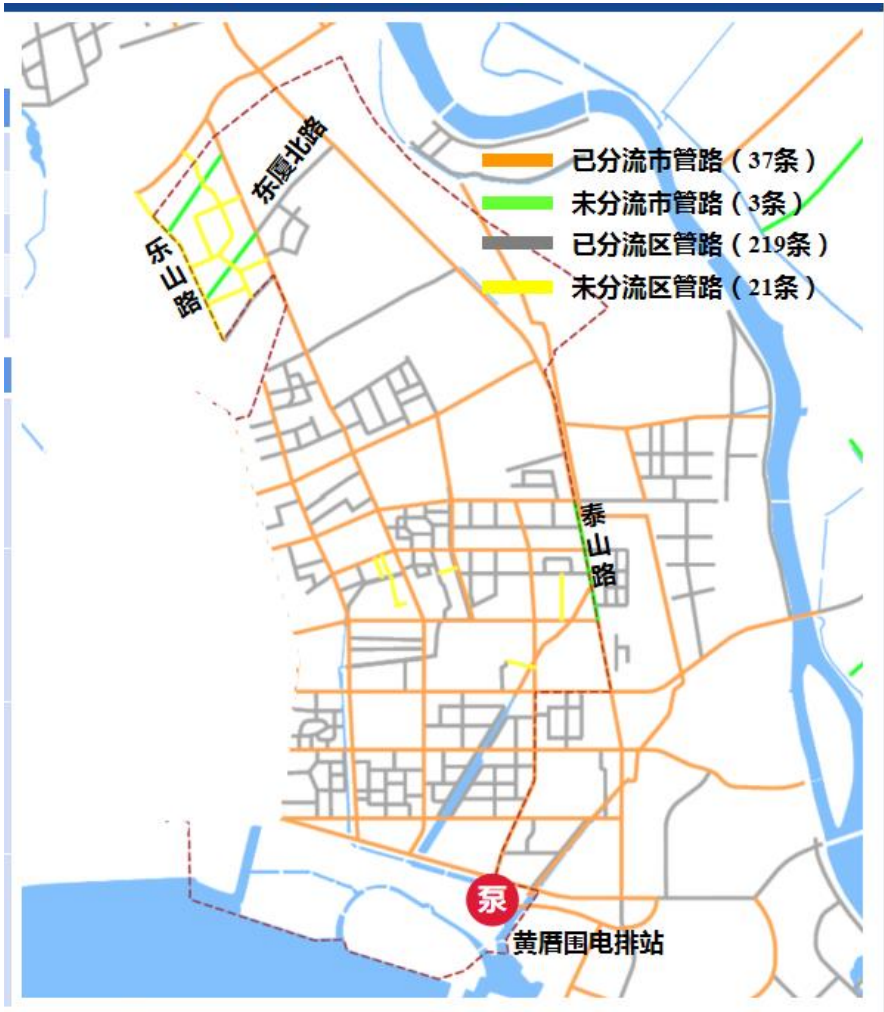 已分流市管路（37条）
未分流市管路（3条）
已分流区管路（219条）
未分流区管路（21条）
东厦北路
乐山路
泰山路
泵
黄厝围电排站